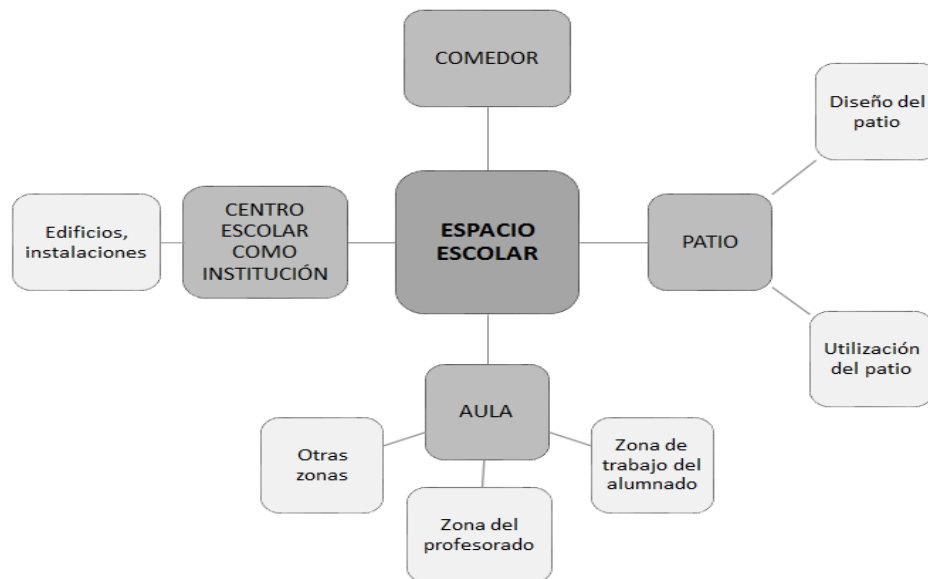 COMEDOR
Diseño del
patio
Edificios,
instalaciones
CENTRO
ESCOLAR
COMO
INSTITUCIÓN
ESPACIO
ESCOLAR
PATIO
Utilización
del patio
AULA
Otras
zonas
Zona del
profesorado
Zona de
trabajo del
alumnado